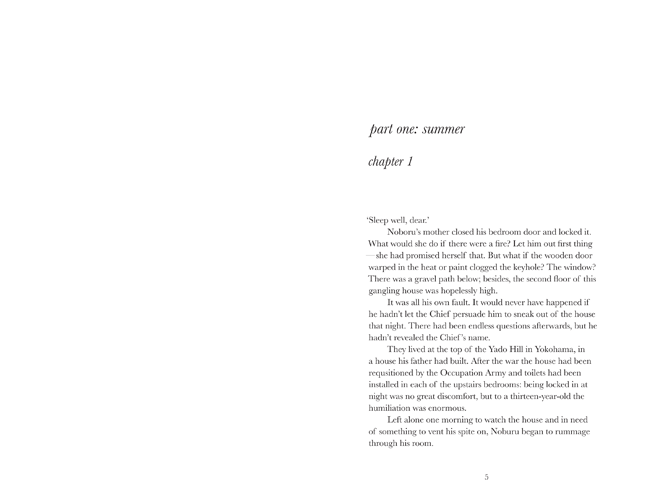 part one: summer
chapter 1
‘Sleep well, dear.’
Noboru’s mother closed his bedroom door and locked it.
What would she do if there were a fire? Let him out first thing
—she had promised herself that. But what if the wooden door
warped in the heat or paint clogged the keyhole? The window?
There was a gravel path below; besides, the second floor of this
gangling house was hopelessly high.
It was all his own fault. It would never have happened if
he hadn’t let the Chief persuade him to sneak out of the house
that night. There had been endless questions afterwards, but he
hadn’t revealed the Chief’s name.
They lived at the top of the Yado Hill in Yokohama, in
a house his father had built. After the war the house had been
requsitioned by the Occupation Army and toilets had been
installed in each of the upstairs bedrooms: being locked in at
night was no great discomfort, but to a thirteen-year-old the
humiliation was enormous.
Left alone one morning to watch the house and in need
of something to vent his spite on, Noburu began to rummage
through his room.
5